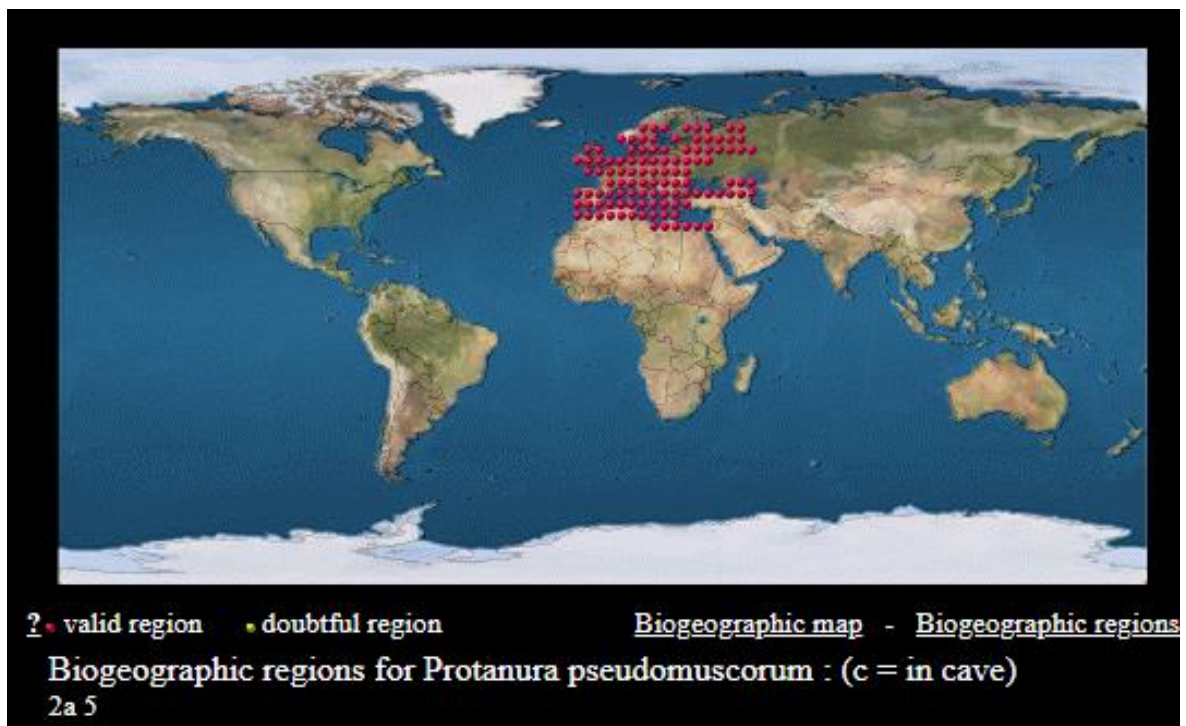 ? valid region doubtful region Biogeographic map - Biogeographic regions
Biogeographic regions for Protanura pseudomuscorum : (c = in cave)
2a 5